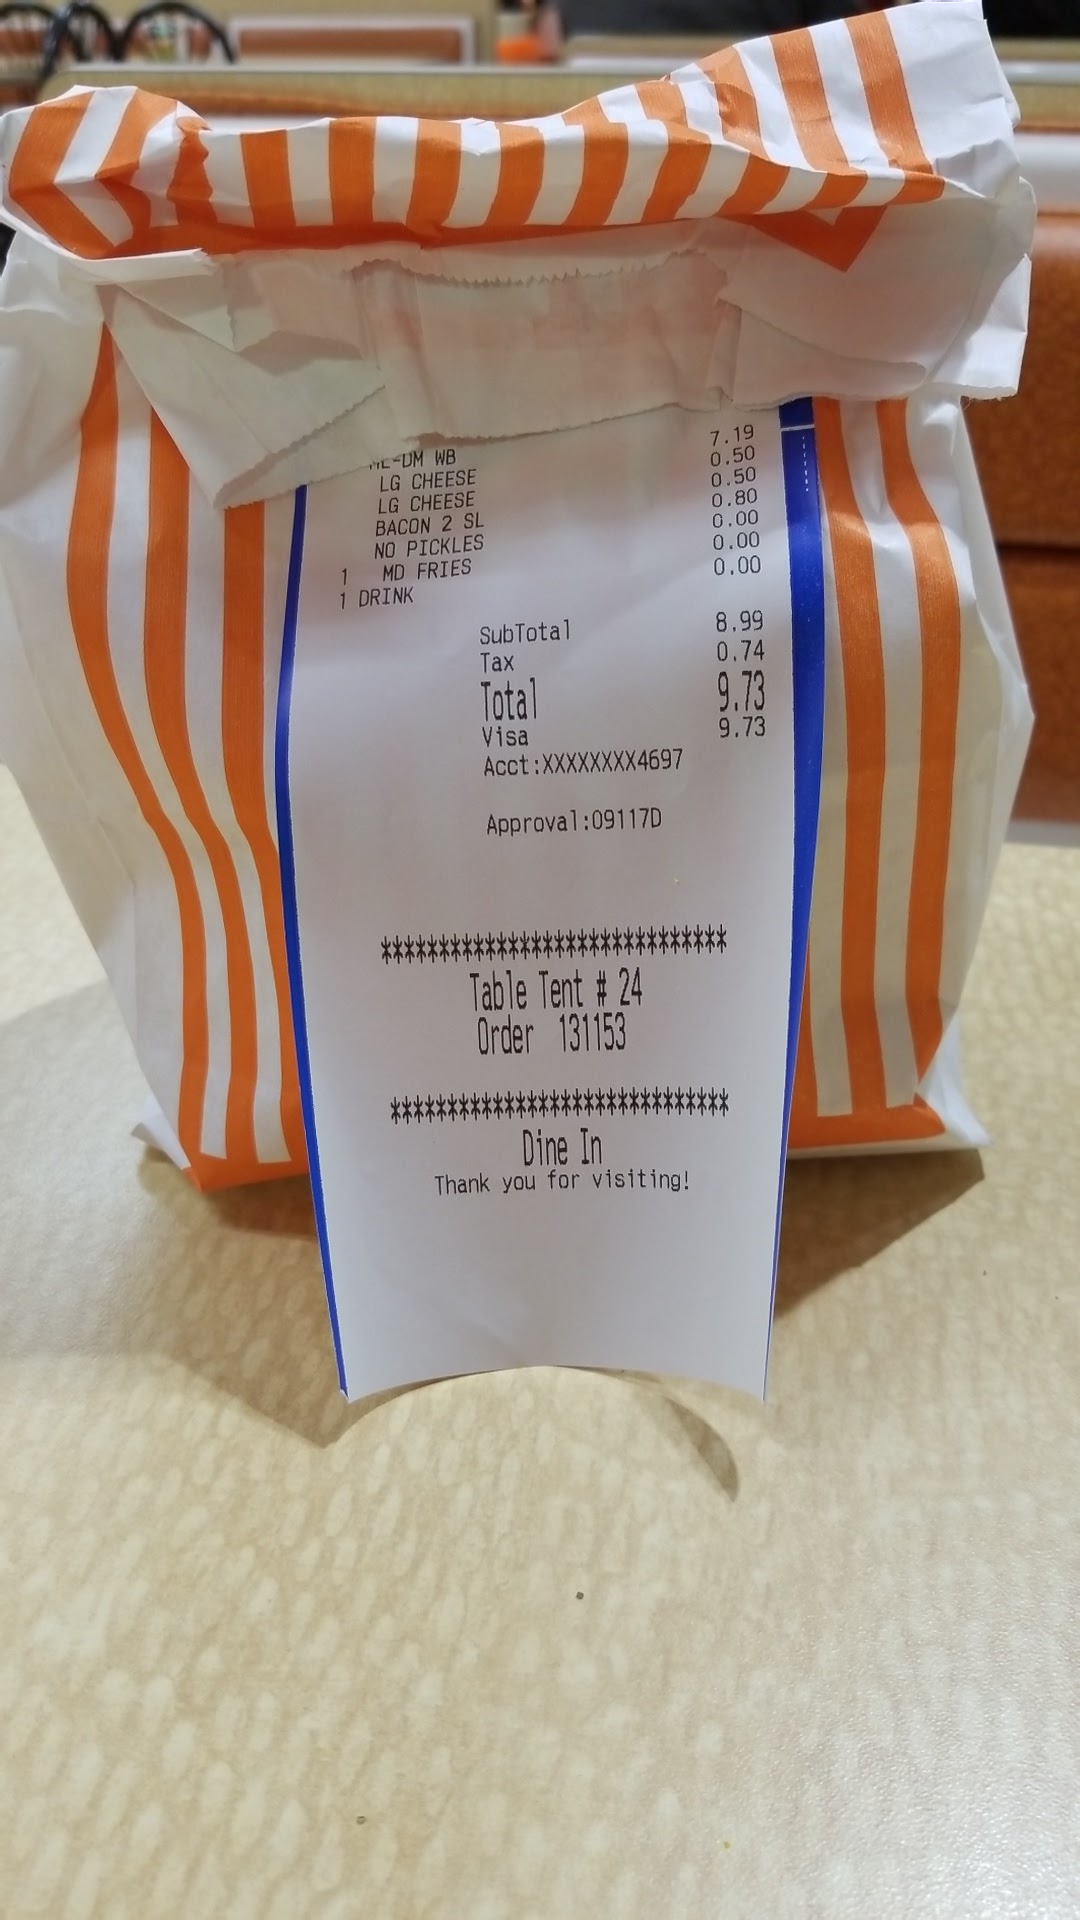 DM WB 7.19
LG CHEESE 0.50
LG CHEESE 0.50
BACON 2 SL 0.80
NO PICKLES 0.00
1 MD FRIES 0.00
1 DRINK 0.00
SubTotal 8.99
Tax 0.74
Total 9.73
Visa 9.73
Acct:XXXXXXXX4697
Approval:09117D
******************************
Table Tent # 24
Order 131153
******************************
Dine In
Thank you for visiting!